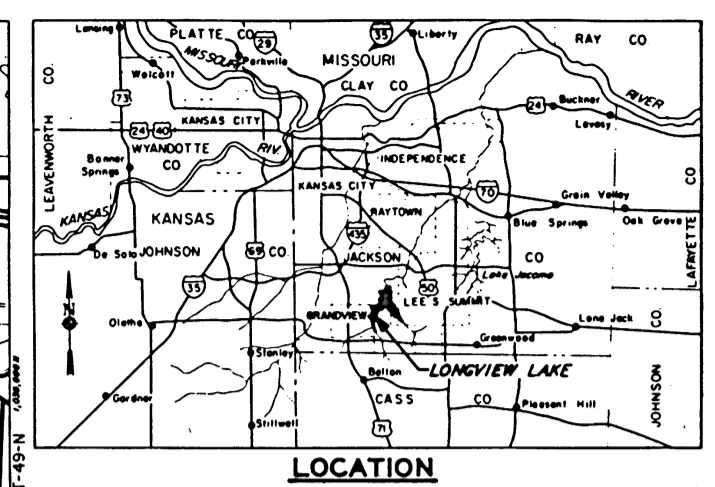 Lansing
PLATTE CO.
29
35
Liberty
RAY CO
MISSOURI
Parkville
MISSOURI
Wolcott
CLAY CO
LEAVENWORTH CO.
73
KANSAS CITY
24
Buckner
RIVER
24 40
Levasy
WYANDOTTE CO
RIV.
INDEPENDENCE
Bonner Springs
KANSAS CITY
70
Grain Valley
KANSAS
KANSAS
RAYTOWN
Blue Springs
Oak Grove
LAFAYETTE CO
435
De Soto
JOHNSON CO.
69
JACKSON CO
Lake Jacomo
35
50
N
LEE'S SUMMIT
GRANDVIEW
Lone Jack
CO.
Olathe
Greenwood
Stanley
LONGVIEW LAKE
Belton
Gardner
CASS CO
Pleasant Hill
JOHNSON
Stillwell
71
T-49-N
LOCATION